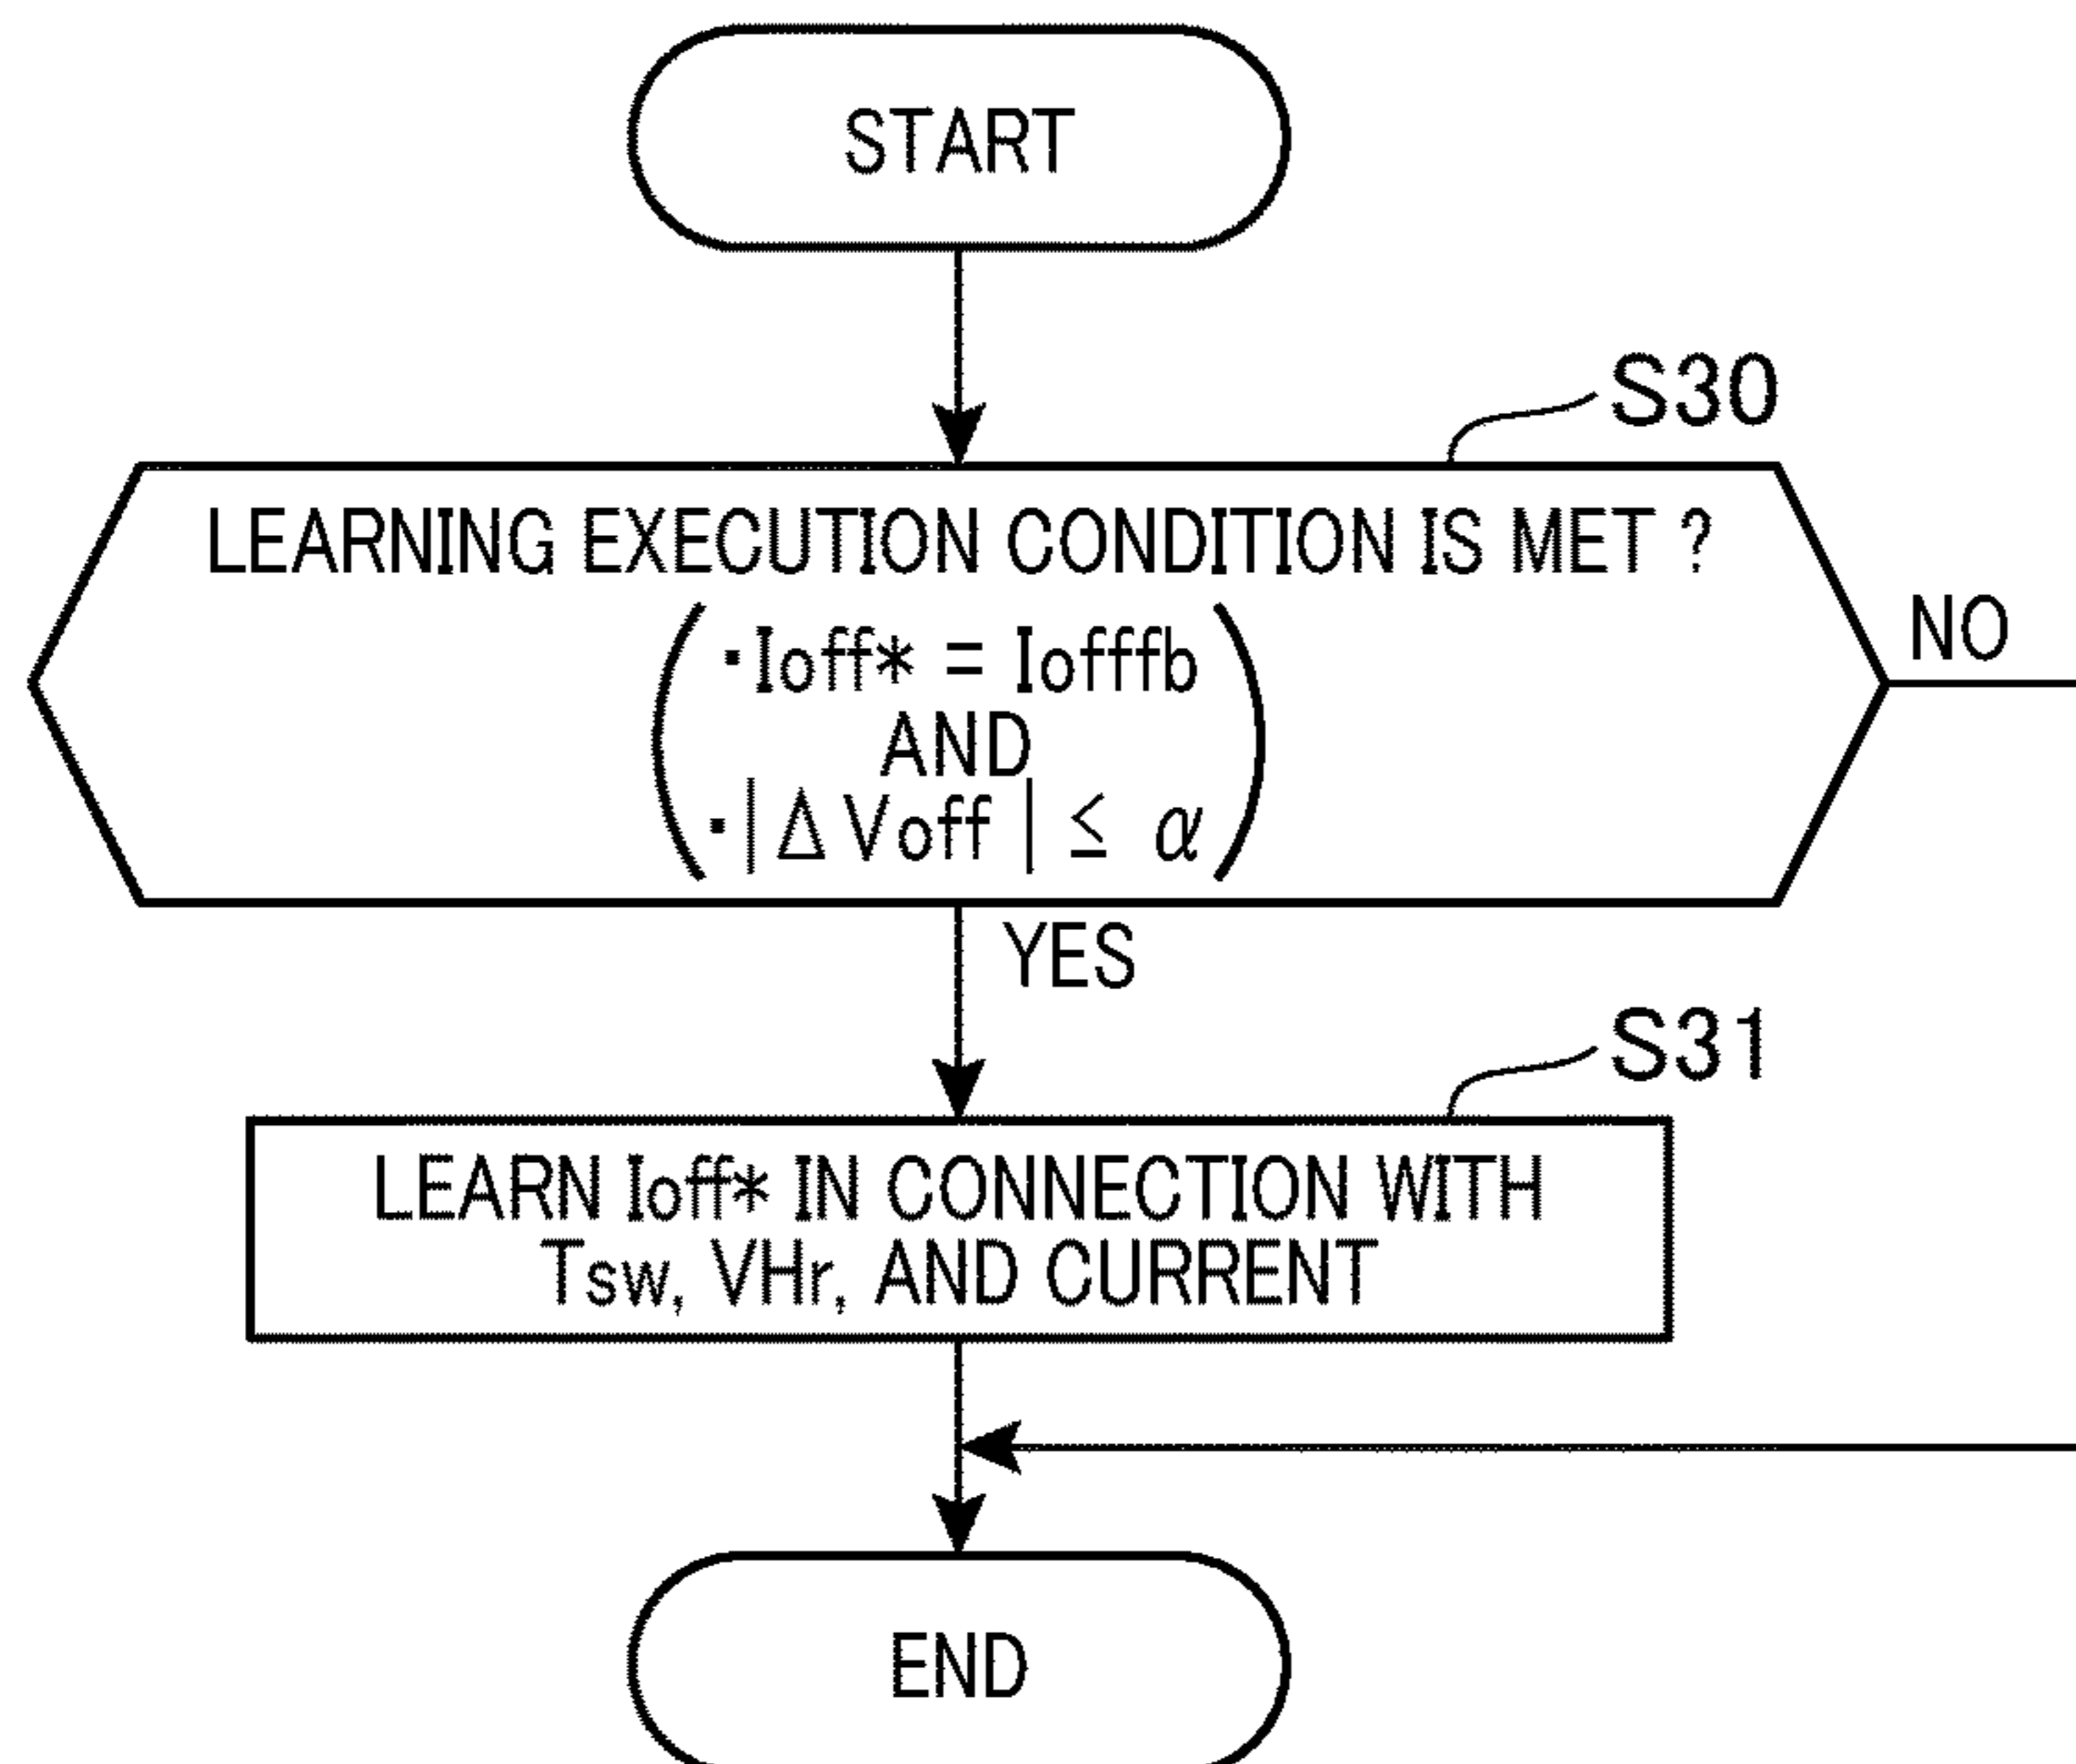 START
S30
LEARNING EXECUTION CONDITION IS MET ?
▪Ioff* = Iofffb
NO
AND
▪|Δ Voff| ≤ α
YES
S31
LEARN Ioff* IN CONNECTION WITH
Tsw, VHr, AND CURRENT
END